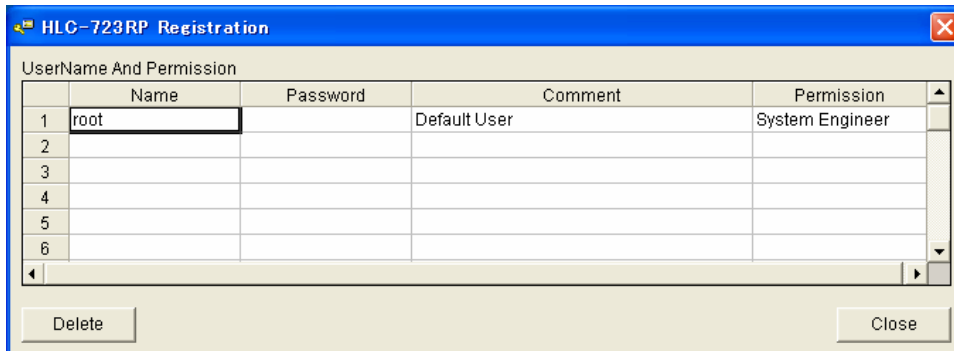 HLC-723RP Registration
UserName And Permission
Name Password Comment Permission
1 root Default User System Engineer
2
3
4
5
6
Delete Close